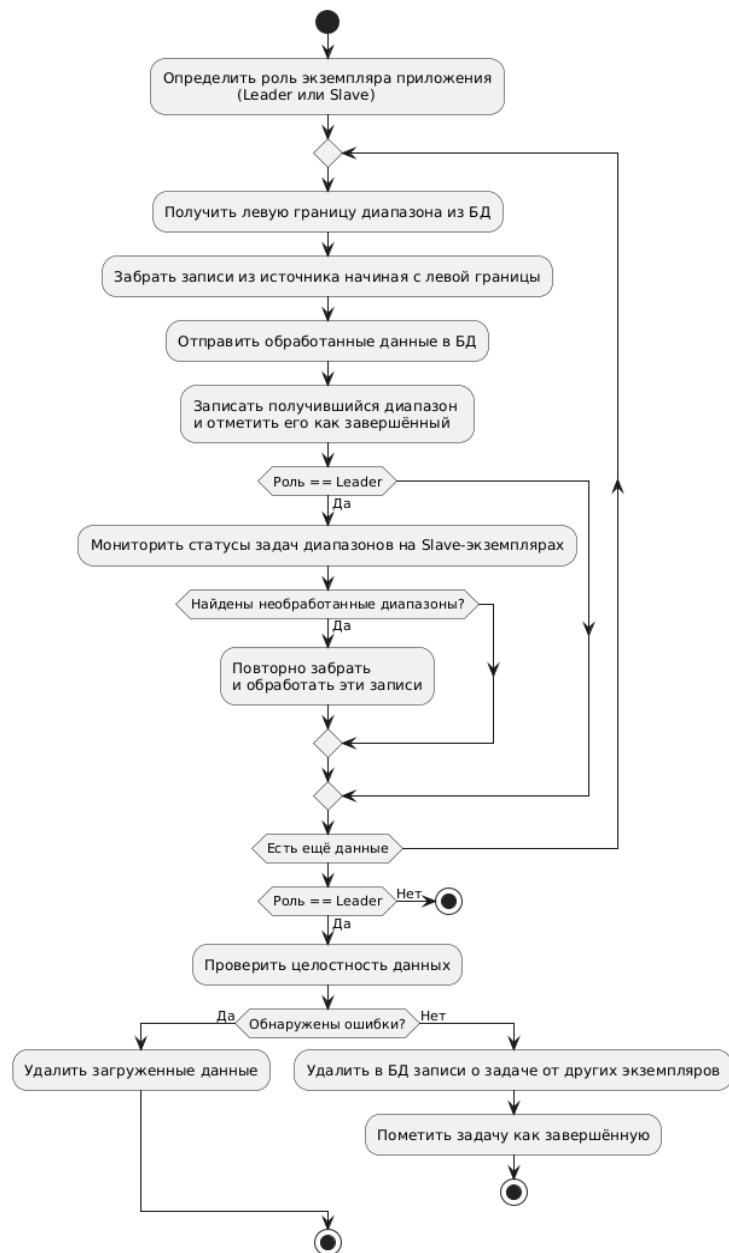 Определить роль экземпляра приложения
(Leader или Slave)
Получить левую границу диапазона из БД
Забрать записи из источника начиная с левой границы
Отправить обработанные данные в БД
Записать получившийся диапазон
и отметить его как завершённый
Роль == Leader
Да
Мониторить статусы задач диапазонов на Slave-экземплярах
Найдены необработанные диапазоны?
Да
Повторно забрать
и обработать эти записи
Есть ещё данные
Роль == Leader
Нет
Да
Проверить целостность данных
Обнаружены ошибки?
Да
Нет
Удалить загруженные данные
Удалить в БД записи о задаче от других экземпляров
Пометить задачу как завершённую